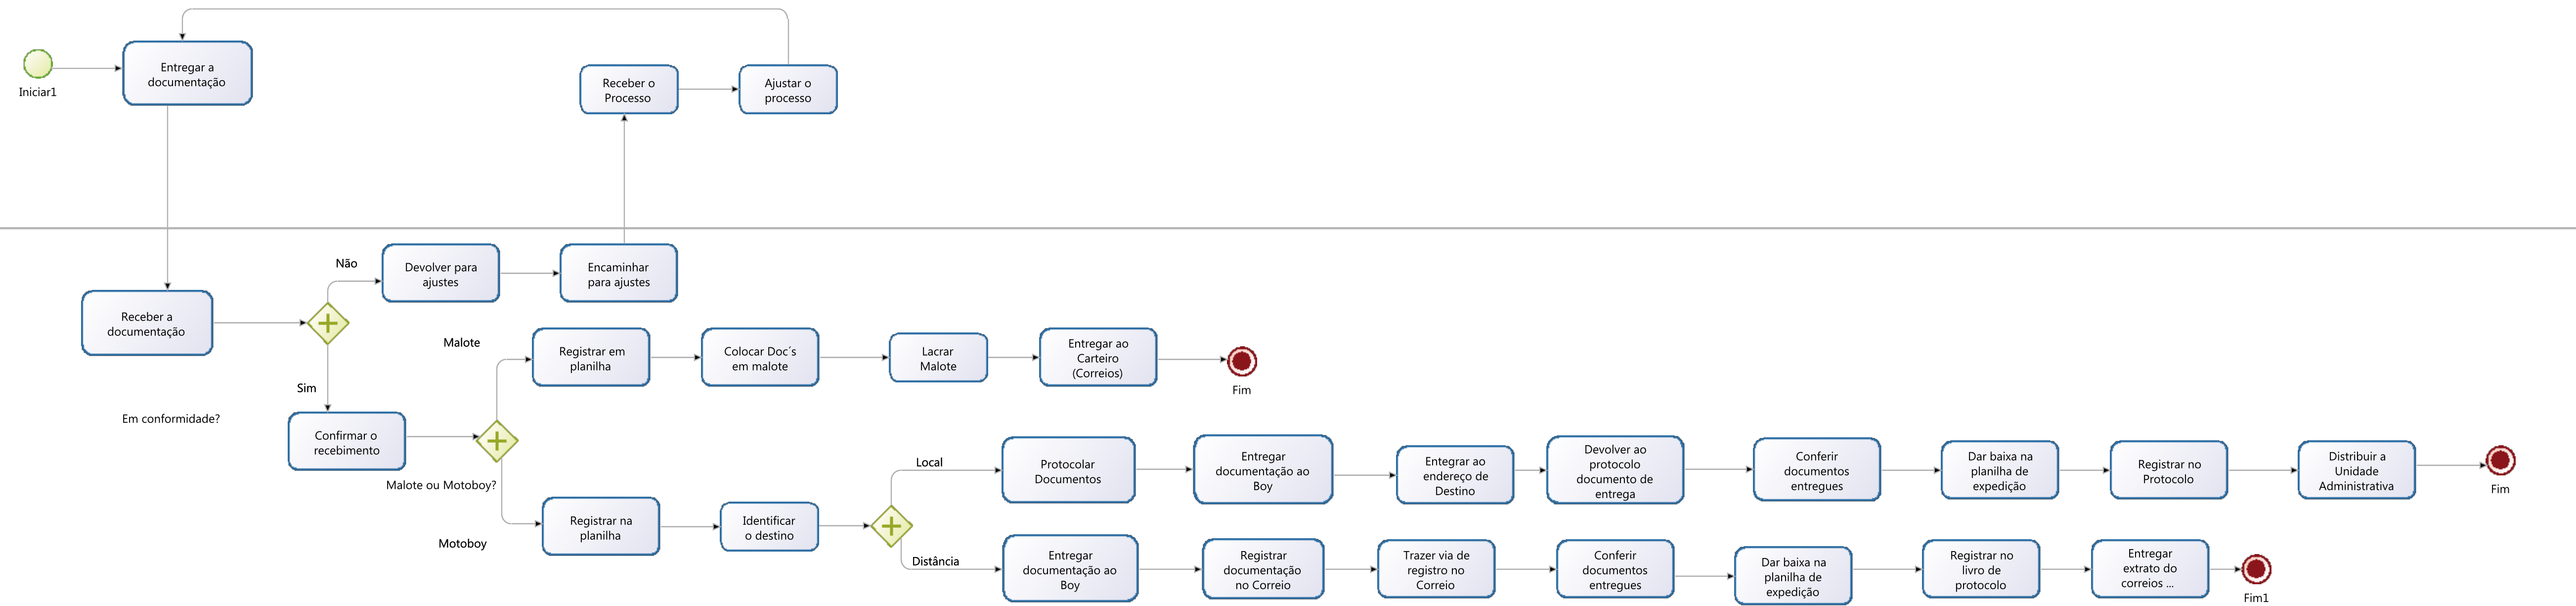 Iniciar1
Entregar a
documentação
Receber o
Processo
Ajustar o
processo
Não
Devolver para
ajustes
Encaminhar
para ajustes
Receber a
documentação
Sim
Em conformidade?
Confirmar o
recebimento
Malote
Registrar em
planilha
Colocar Doc´s
em malote
Lacrar
Malote
Entregar ao
Carteiro
(Correios)
Fim
Malote ou Motoboy?
Motoboy
Registrar na
planilha
Identificar
o destino
Local
Protocolar
Documentos
Entregar
documentação ao
Boy
Entegrar ao
endereço de
Destino
Devolver ao
protocolo
documento de
entrega
Conferir
documentos
entregues
Dar baixa na
planilha de
expedição
Registrar no
Protocolo
Distribuir a
Unidade
Administrativa
Fim
Distância
Entregar
documentação ao
Boy
Registrar
documentação
no Correio
Trazer via de
registro no
Correio
Conferir
documentos
entregues
Dar baixa na
planilha de
expedição
Registrar no
livro de
protocolo
Entregar
extrato do
correios ...
Fim1